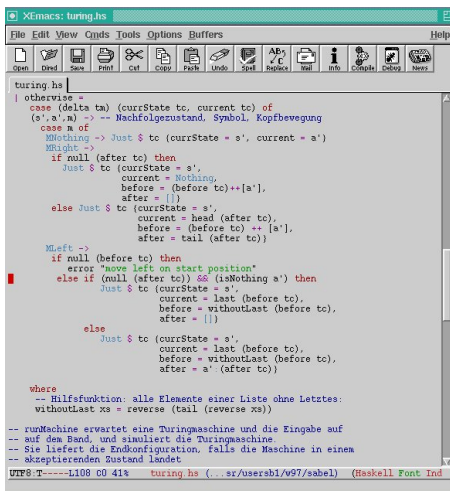 XEmacs: turing.hs
File Edit View Cmds Tools Options Buffers Help
Open Dired Save Print Cut Copy Paste Undo Spell Replace Mail Info Compile Debug News
turing.hs
| otherwise =
case (delta tm) (currState tc, current tc) of
(s',a',m) -> -- Nachfolgezustand, Symbol, Kopfbewegung
case m of
MNothing -> Just $ tc {currState = s', current = a'}
MRight ->
if null (after tc) then
Just $ tc {currState = s',
current = Nothing,
before = (before tc)++[a'],
after = []}
else Just $ tc {currState = s',
current = head (after tc),
before = (before tc) ++ [a'],
after = tail (after tc)}
MLeft ->
if null (before tc) then
error "move left on start position"
else if (null (after tc)) && (isNothing a') then
Just $ tc {currState = s',
current = last (before tc),
before = withoutLast (before tc),
after = []}
else
Just $ tc {currState = s',
current = last (before tc),
before = withoutLast (before tc),
after = a':(after tc)}
where
-- Hilfsfunktion: alle Elemente einer Liste ohne Letztes:
withoutLast xs = reverse (tail (reverse xs))
-- runMachine erwartet eine Turingmaschine und die Eingabe auf
-- auf dem Band, und simuliert die Turingmaschine.
-- Sie liefert die Endkonfiguration, falls die Maschine in einem
-- akzeptierenden Zustand landet
UTF8:T-----L108 C0 41% turing.hs (...sr/usersb1/w97/sabel) (Haskell Font Ind